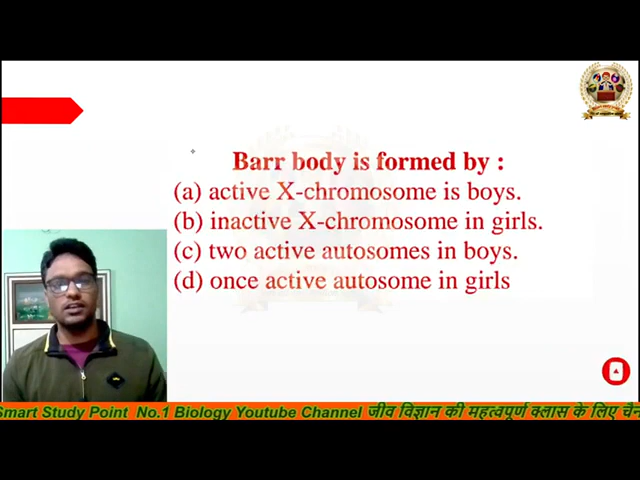 Barr body is formed by :
(a) active X-chromosome is boys.
(b) inactive X-chromosome in girls.
(c) two active autosomes in boys.
(d) once active autosome in girls
Smart Study Point No.1 Biology Youtube Channel जीव विज्ञान की महत्वपूर्ण क्लास के लिए चैन